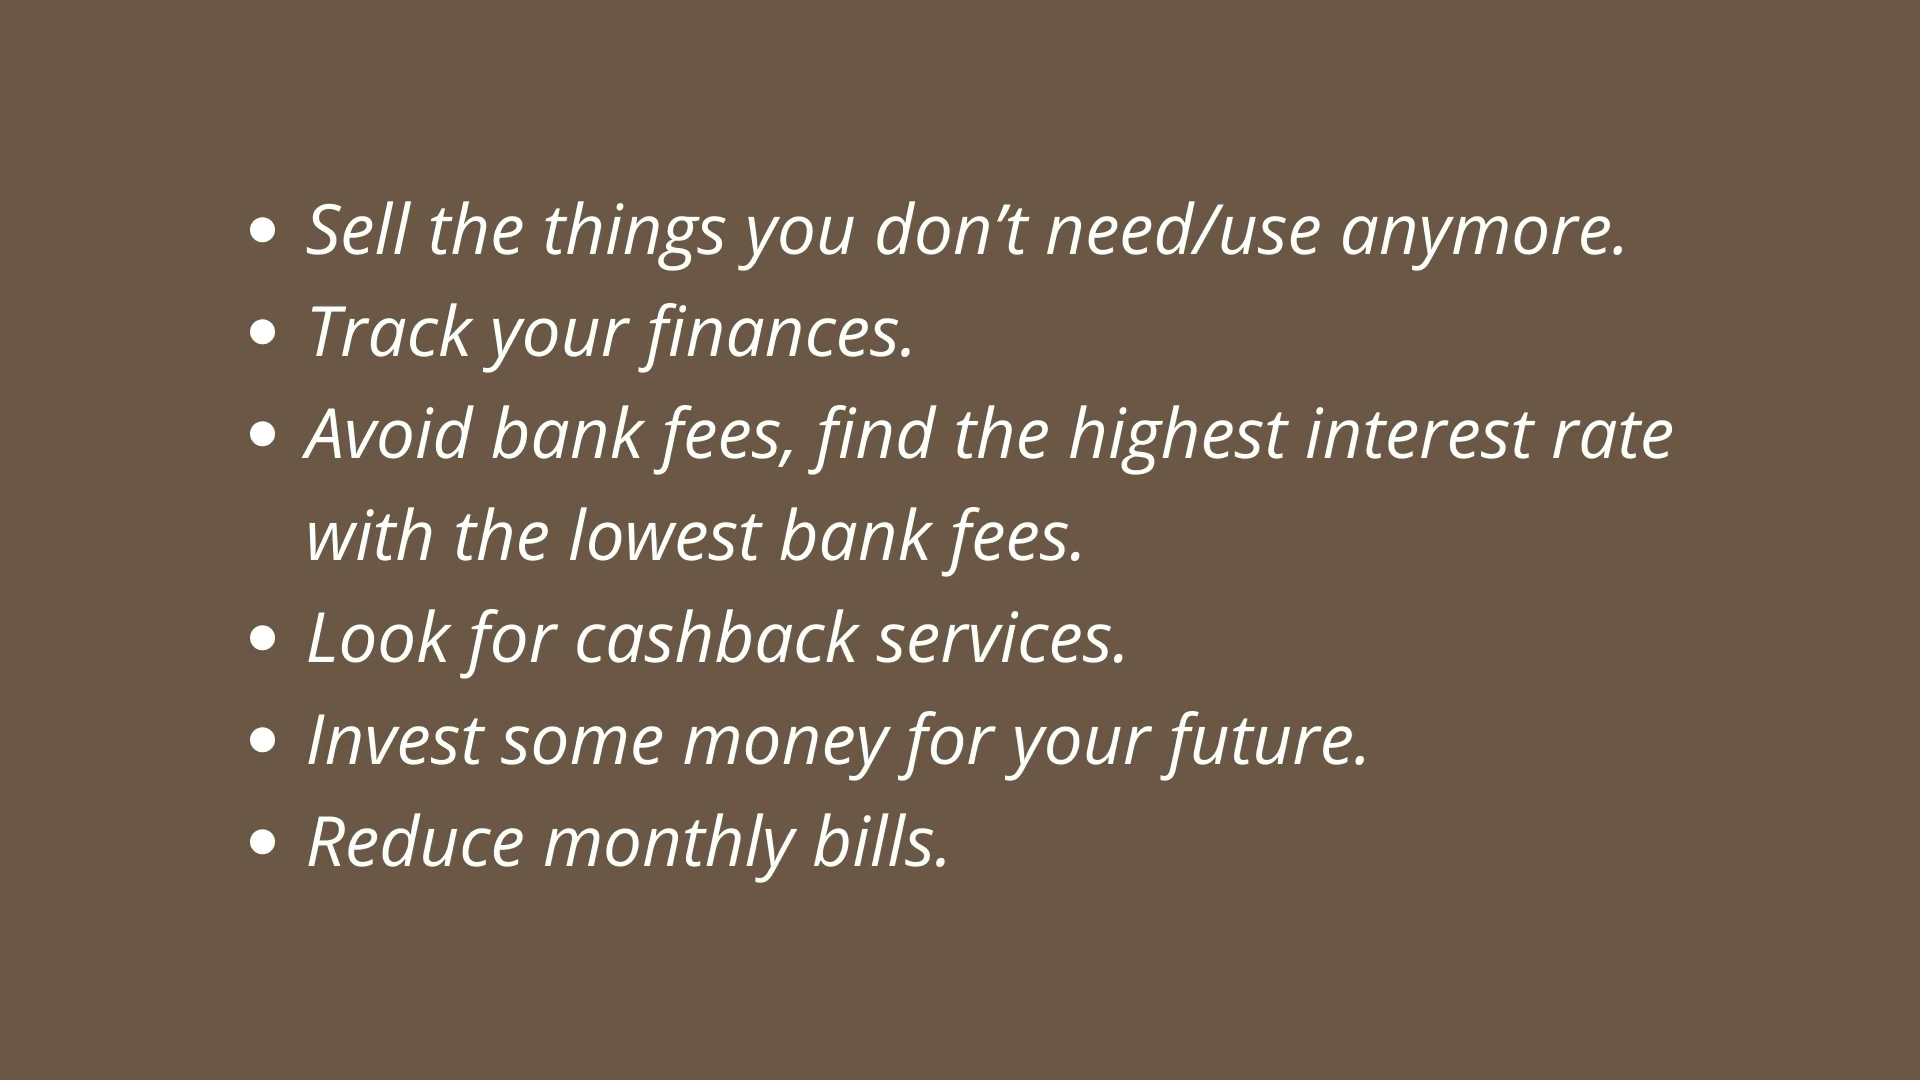 • Sell the things you don’t need/use anymore.
• Track your finances.
• Avoid bank fees, find the highest interest rate
with the lowest bank fees.
• Look for cashback services.
• Invest some money for your future.
• Reduce monthly bills.